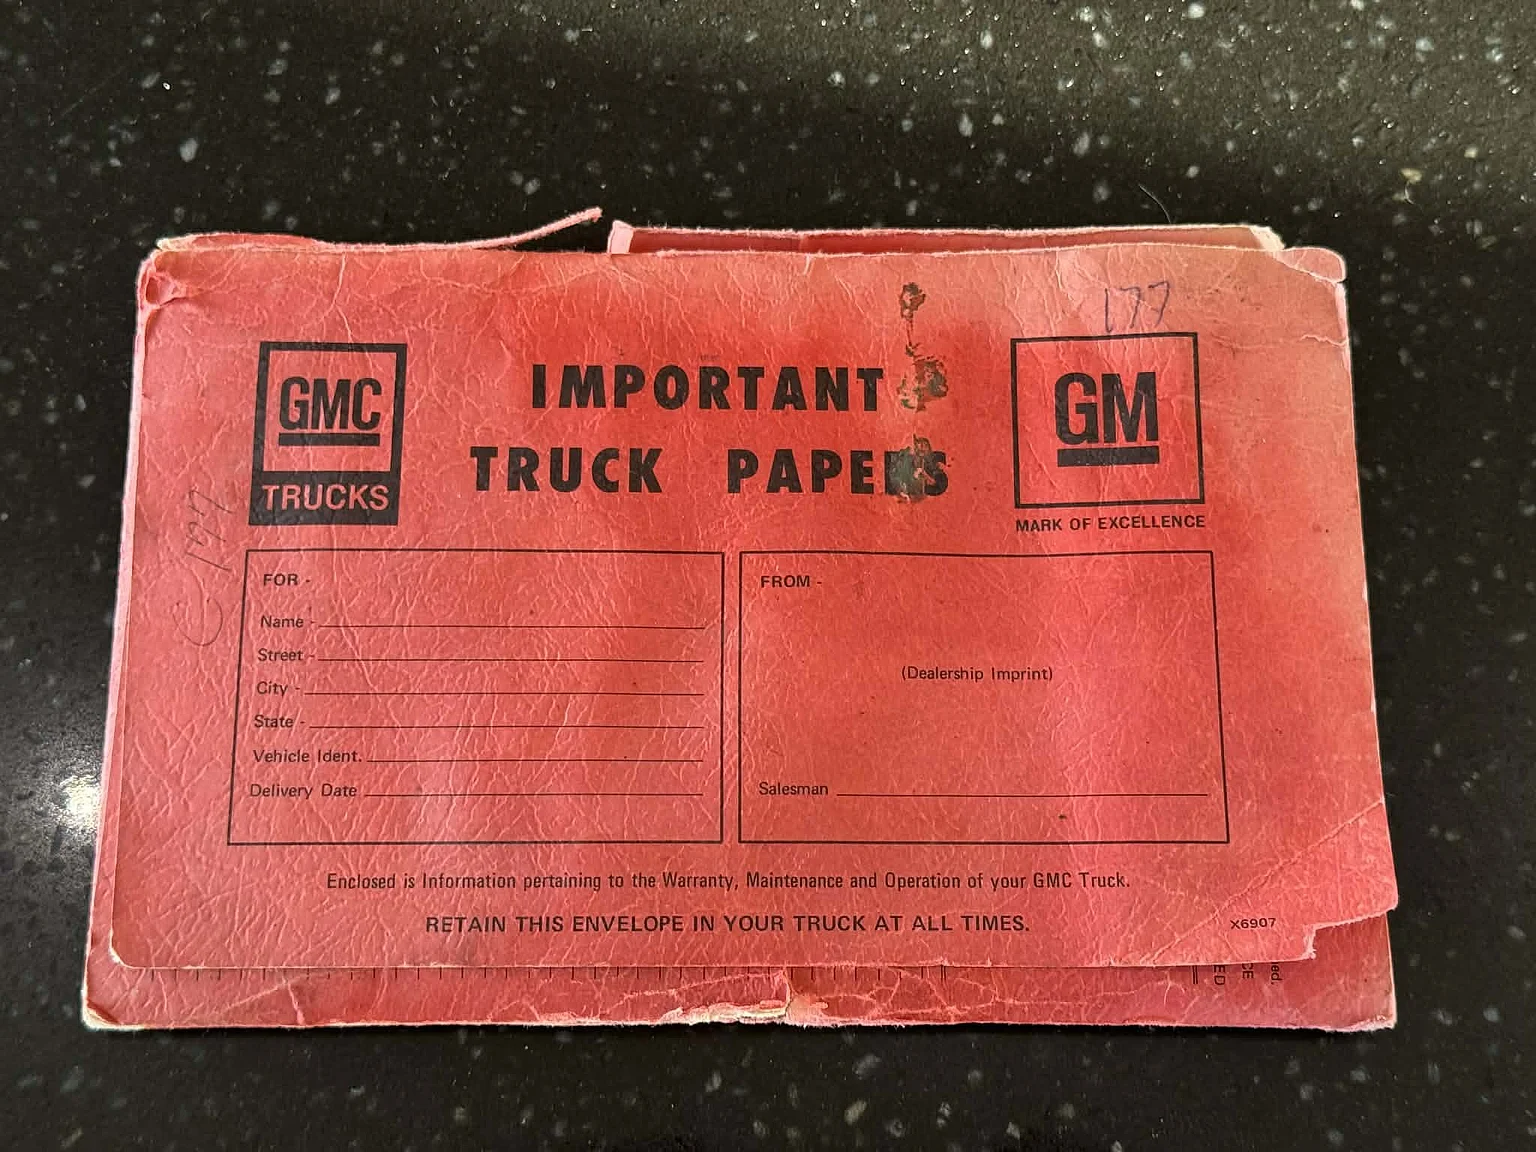 177
GMC
TRUCKS
IMPORTANT
TRUCK PAPERS
GM
MARK OF EXCELLENCE
FOR -
Name -
Street -
City -
State -
Vehicle Ident.
Delivery Date
FROM -
(Dealership Imprint)
Salesman
Enclosed is Information pertaining to the Warranty, Maintenance and Operation of your GMC Truck.
RETAIN THIS ENVELOPE IN YOUR TRUCK AT ALL TIMES.
X6907